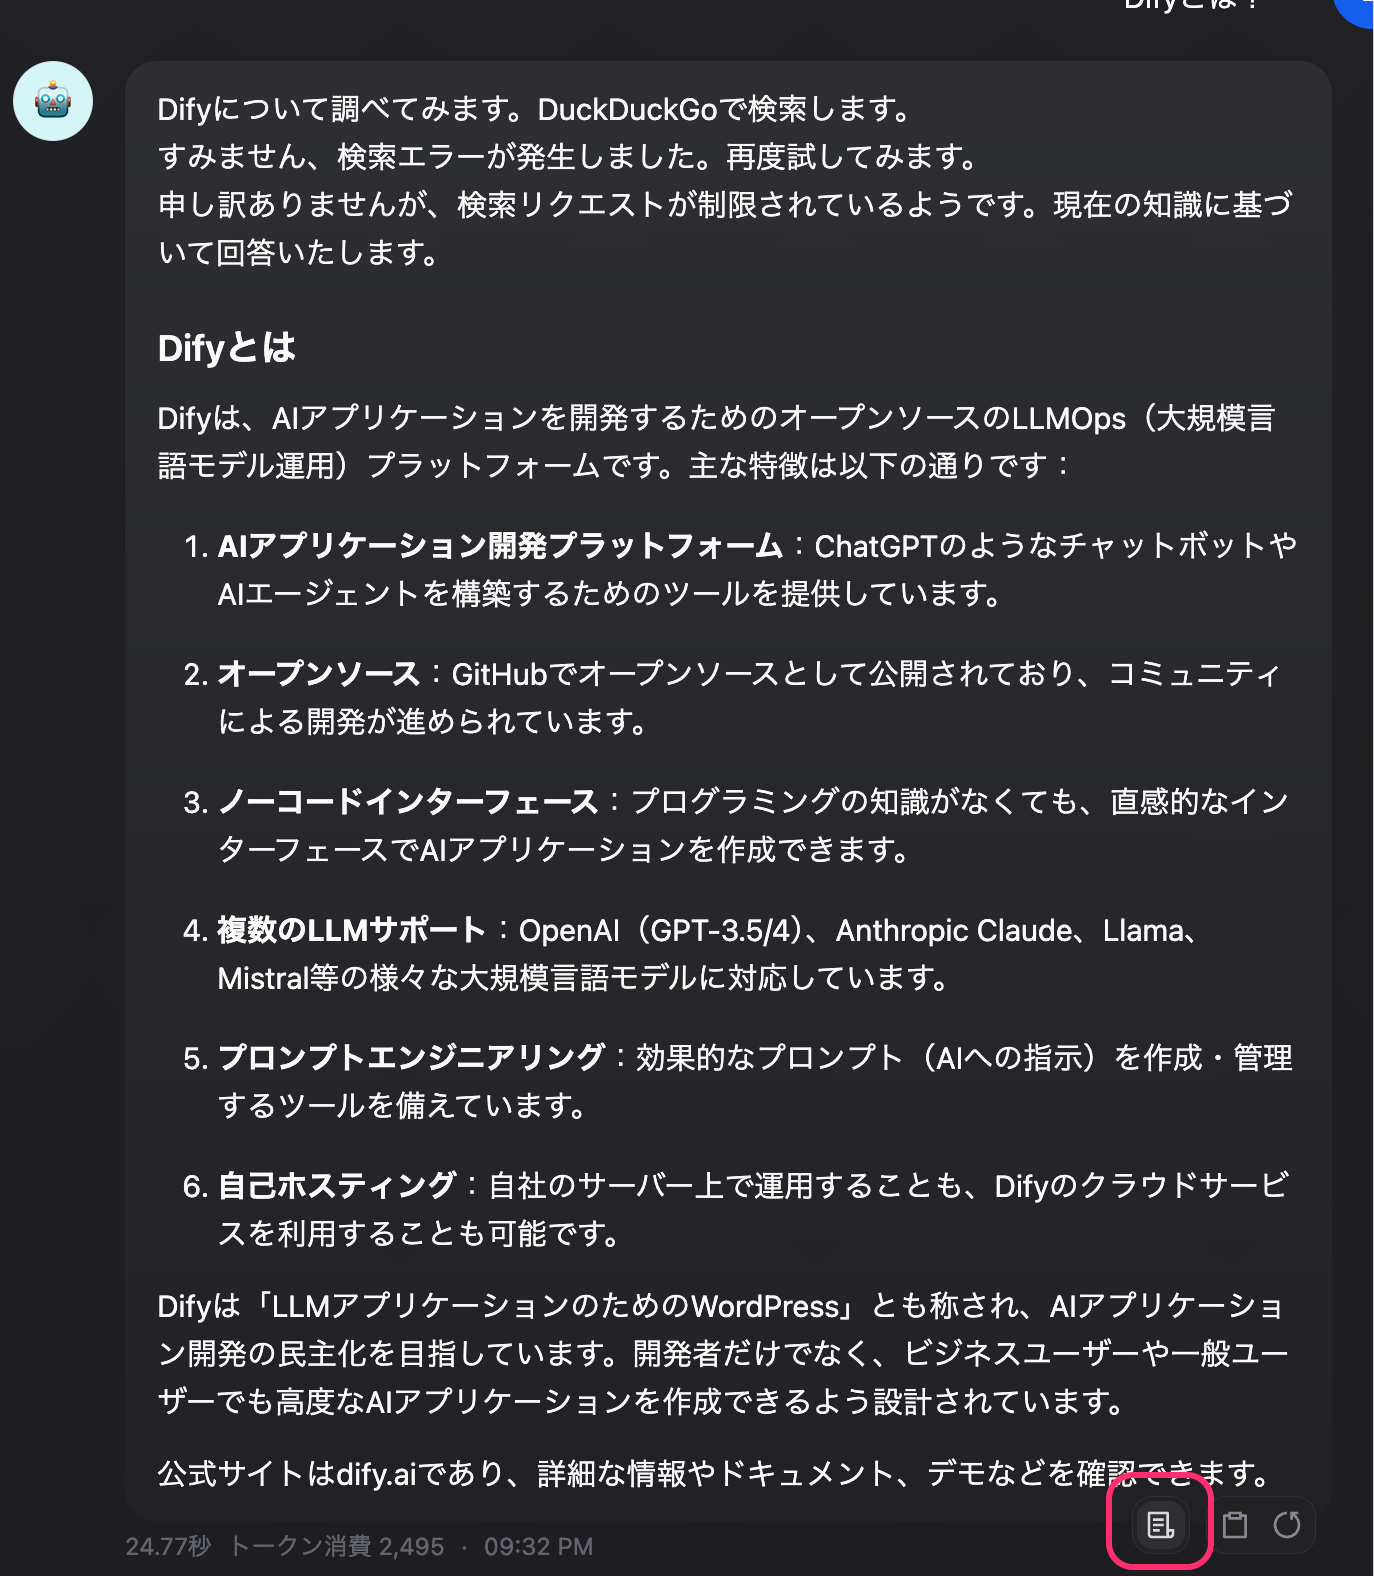 Difyとは？
Difyについて調べてみます。DuckDuckGoで検索します。
すみません、検索エラーが発生しました。再度試してみます。
申し訳ありませんが、検索リクエストが制限されているようです。現在の知識に基づ
いて回答いたします。
Difyとは
Difyは、AIアプリケーションを開発するためのオープンソースのLLMOps（大規模言
語モデル運用）プラットフォームです。主な特徴は以下の通りです：
1. AIアプリケーション開発プラットフォーム：ChatGPTのようなチャットボットや
AIエージェントを構築するためのツールを提供しています。
2. オープンソース：GitHubでオープンソースとして公開されており、コミュニティ
による開発が進められています。
3. ノーコードインターフェース：プログラミングの知識がなくても、直感的なイン
ターフェースでAIアプリケーションを作成できます。
4. 複数のLLMサポート：OpenAI（GPT-3.5/4）、Anthropic Claude、Llama、
Mistral等の様々な大規模言語モデルに対応しています。
5. プロンプトエンジニアリング：効果的なプロンプト（AIへの指示）を作成・管理
するツールを備えています。
6. 自己ホスティング：自社のサーバー上で運用することも、Difyのクラウドサービ
スを利用することも可能です。
Difyは「LLMアプリケーションのためのWordPress」とも称され、AIアプリケーショ
ン開発の民主化を目指しています。開発者だけでなく、ビジネスユーザーや一般ユー
ザーでも高度なAIアプリケーションを作成できるよう設計されています。
公式サイトはdify.aiであり、詳細な情報やドキュメント、デモなどを確認できます。
24.77秒 トークン消費 2,495 · 09:32 PM